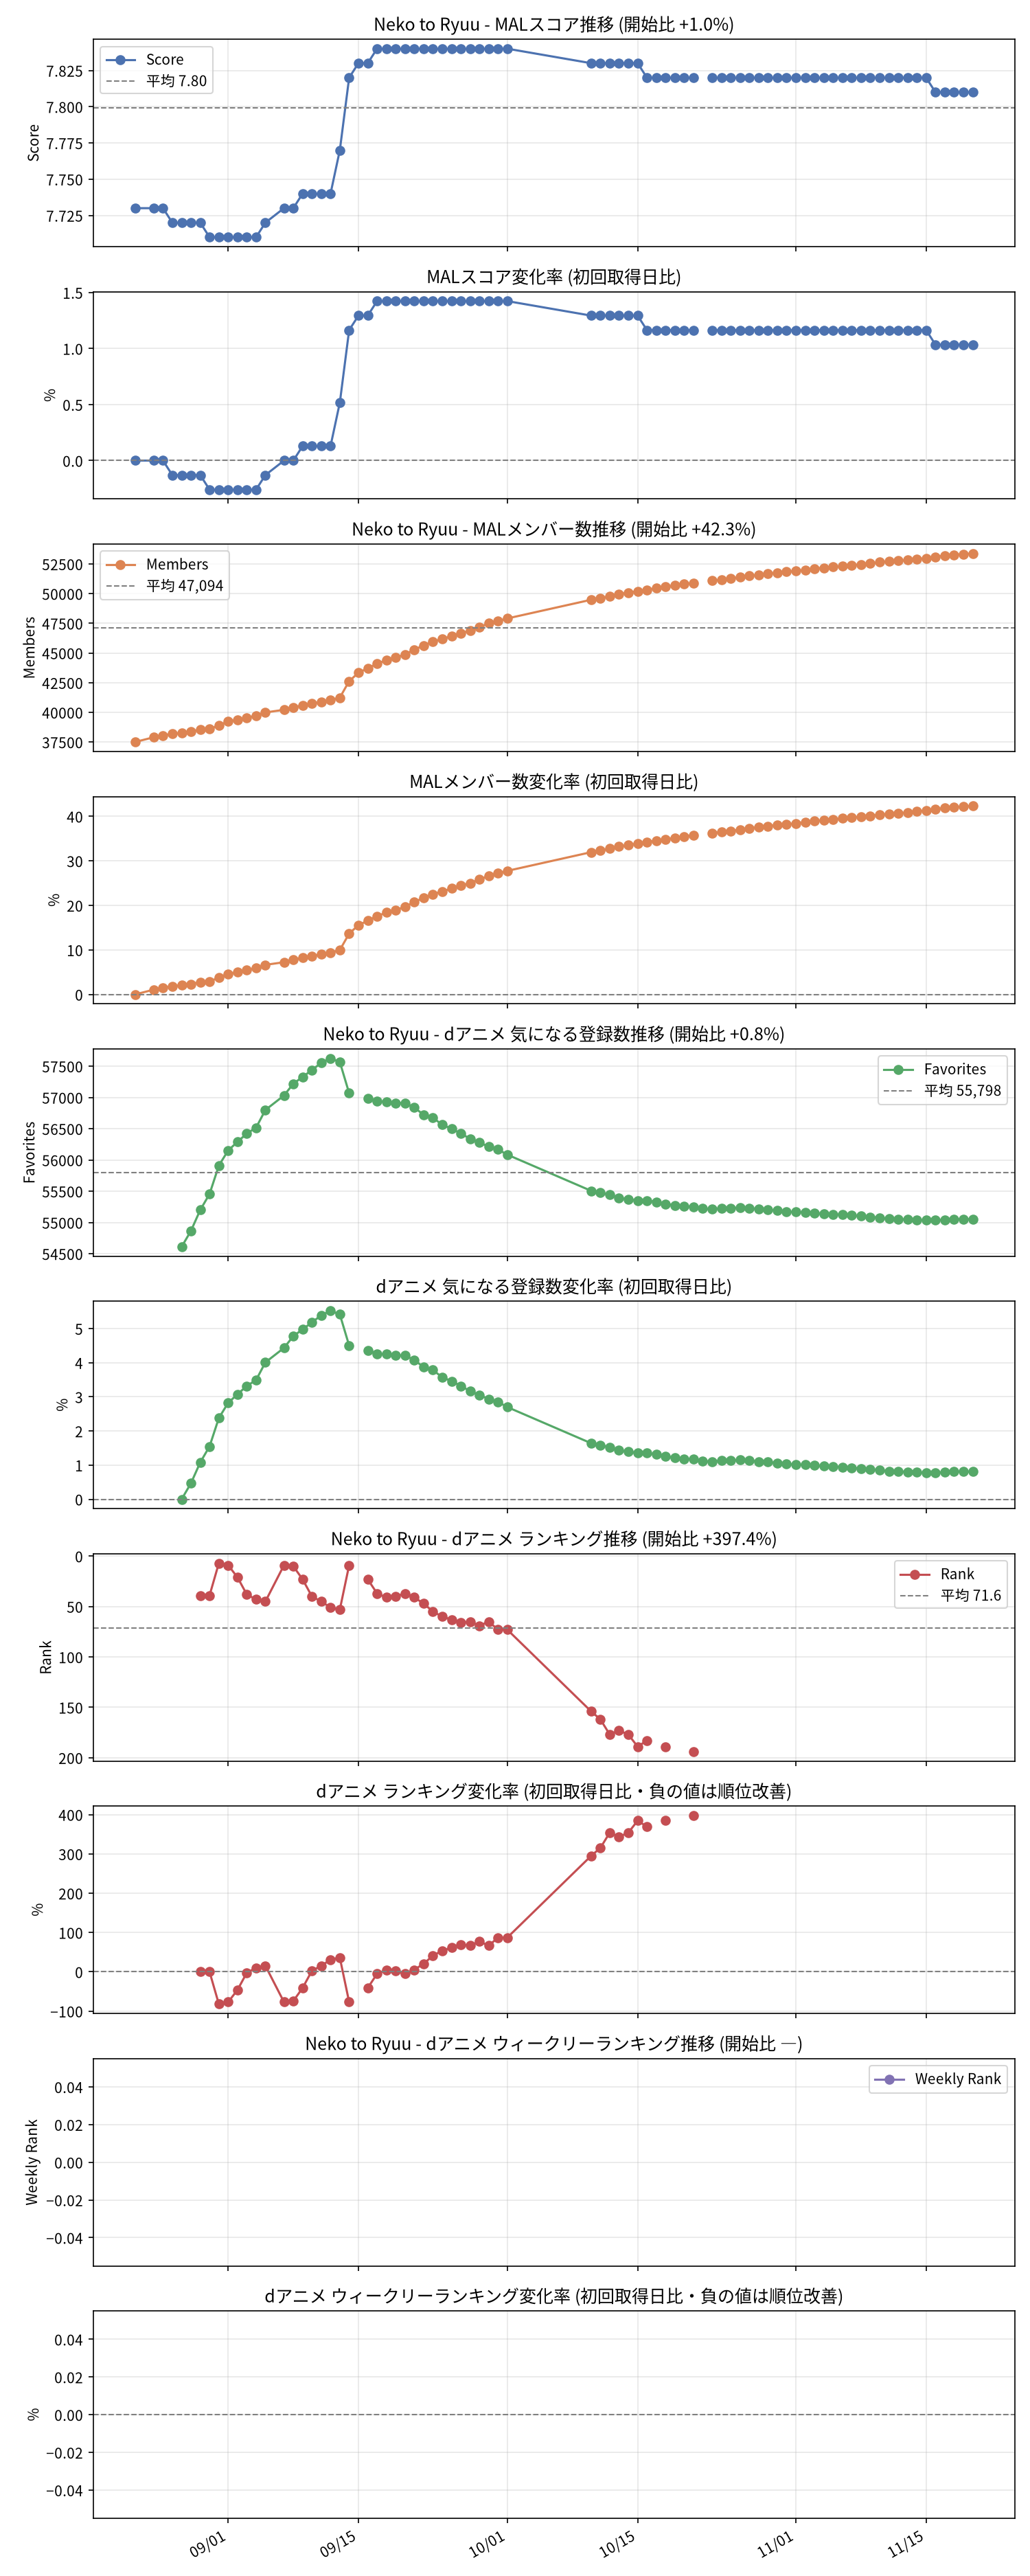 Neko to Ryuu - MALスコア推移 (開始比 +1.0%)
Score
平均 7.80
7.825
7.800
7.775
7.750
7.725
Score
MALスコア変化率 (初回取得日比)
1.5
1.0
0.5
0.0
%
Neko to Ryuu - MALメンバー数推移 (開始比 +42.3%)
Members
平均 47,094
52500
50000
47500
45000
42500
40000
37500
Members
MALメンバー数変化率 (初回取得日比)
40
30
20
10
0
%
Neko to Ryuu - dアニメ 気になる登録数推移 (開始比 +0.8%)
Favorites
平均 55,798
57500
57000
56500
56000
55500
55000
54500
Favorites
dアニメ 気になる登録数変化率 (初回取得日比)
5
4
3
2
1
0
%
Neko to Ryuu - dアニメ ランキング推移 (開始比 +397.4%)
Rank
平均 71.6
0
50
100
150
200
Rank
dアニメ ランキング変化率 (初回取得日比・負の値は順位改善)
400
300
200
100
0
−100
%
Neko to Ryuu - dアニメ ウィークリーランキング推移 (開始比 —)
Weekly Rank
0.04
0.02
0.00
−0.02
−0.04
Weekly Rank
dアニメ ウィークリーランキング変化率 (初回取得日比・負の値は順位改善)
0.04
0.02
0.00
−0.02
−0.04
%
09/01
09/15
10/01
10/15
11/01
11/15